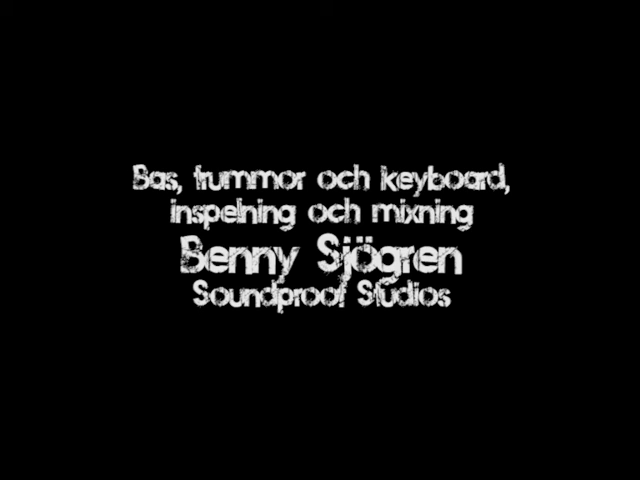 Bas, trummor och keyboard,
inspelning och mixning
Benny Sjögren
Soundproof Studios